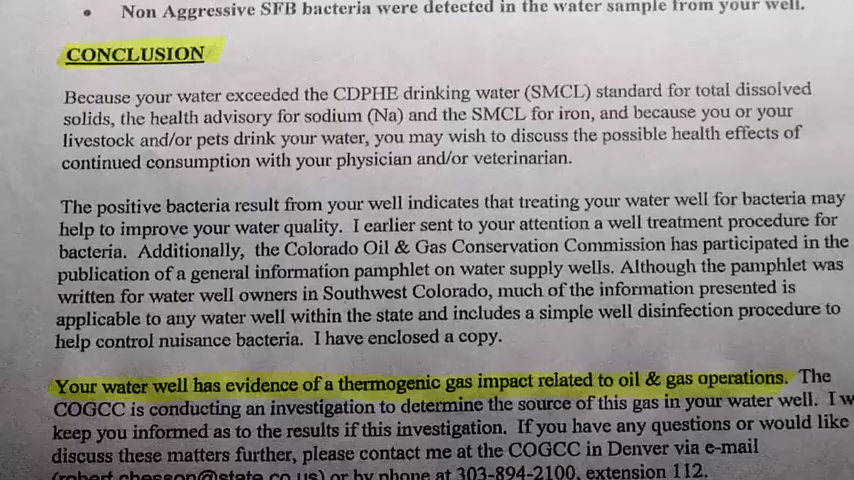 • Non Aggressive SFB bacteria were detected in the water sample from your well.
CONCLUSION
Because your water exceeded the CDPHE drinking water (SMCL) standard for total dissolved
solids, the health advisory for sodium (Na) and the SMCL for iron, and because you or your
livestock and/or pets drink your water, you may wish to discuss the possible health effects of
continued consumption with your physician and/or veterinarian.
The positive bacteria result from your well indicates that treating your water well for bacteria may
help to improve your water quality. I earlier sent to your attention a well treatment procedure for
bacteria. Additionally, the Colorado Oil & Gas Conservation Commission has participated in the
publication of a general information pamphlet on water supply wells. Although the pamphlet was
written for water well owners in Southwest Colorado, much of the information presented is
applicable to any water well within the state and includes a simple well disinfection procedure to
help control nuisance bacteria. I have enclosed a copy.
Your water well has evidence of a thermogenic gas impact related to oil & gas operations. The
COGCC is conducting an investigation to determine the source of this gas in your water well. I w
keep you informed as to the results if this investigation. If you have any questions or would like
discuss these matters further, please contact me at the COGCC in Denver via e-mail
(robert.chesson@state.co.us) or by phone at 303-894-2100, extension 112.